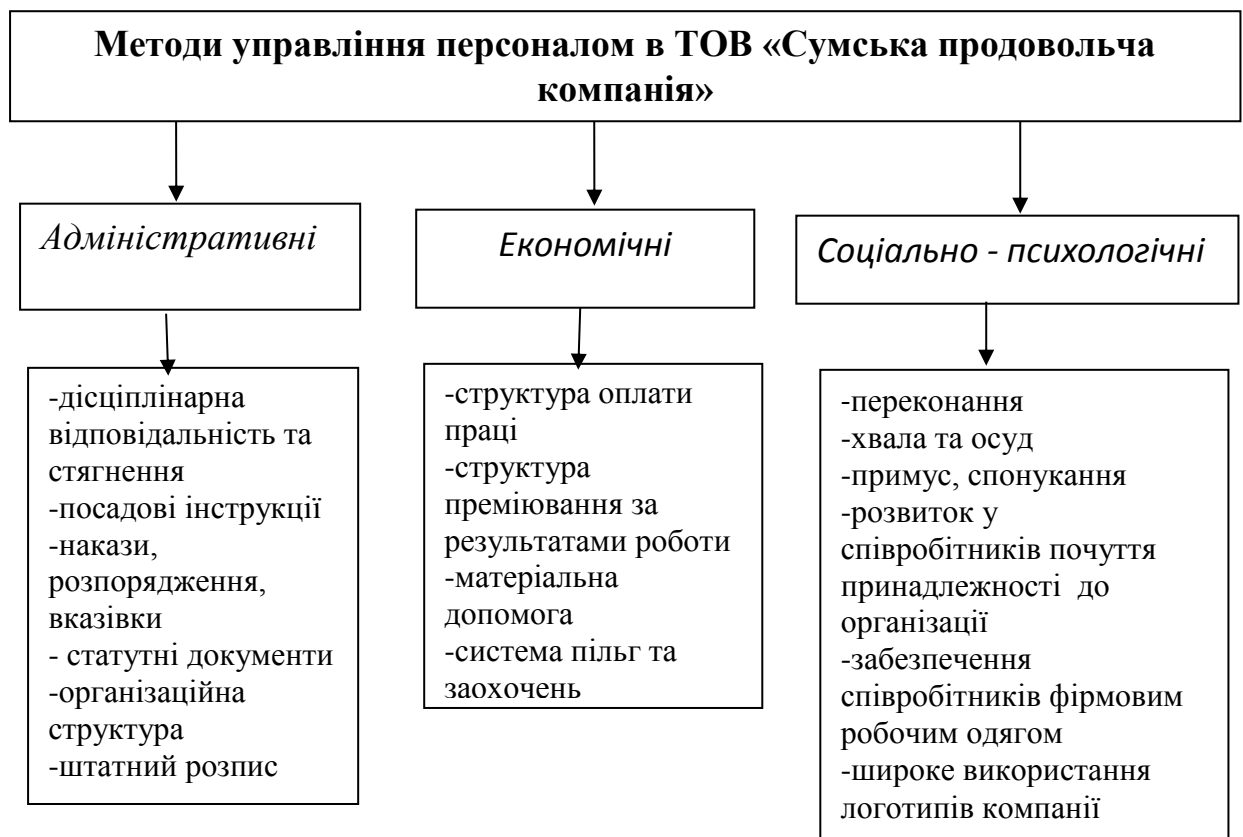 Методи управління персоналом в ТОВ «Сумська продовольча
компанія»
Адміністративні
Економічні
Соціально - психологічні
-дісціплінарна
відповідальність та
стягнення
-посадові інструкції
-накази,
розпорядження,
вказівки
- статутні документи
-організаційна
структура
-штатний розпис
-структура оплати
праці
-структура
преміювання за
результатами роботи
-матеріальна
допомога
-система пільг та
заохочень
-переконання
-хвала та осуд
-примус, спонукання
-розвиток у
співробітників почуття
принадлежності  до
організації
-забезпечення
співробітників фірмовим
робочим одягом
-широке використання
логотипів компанії